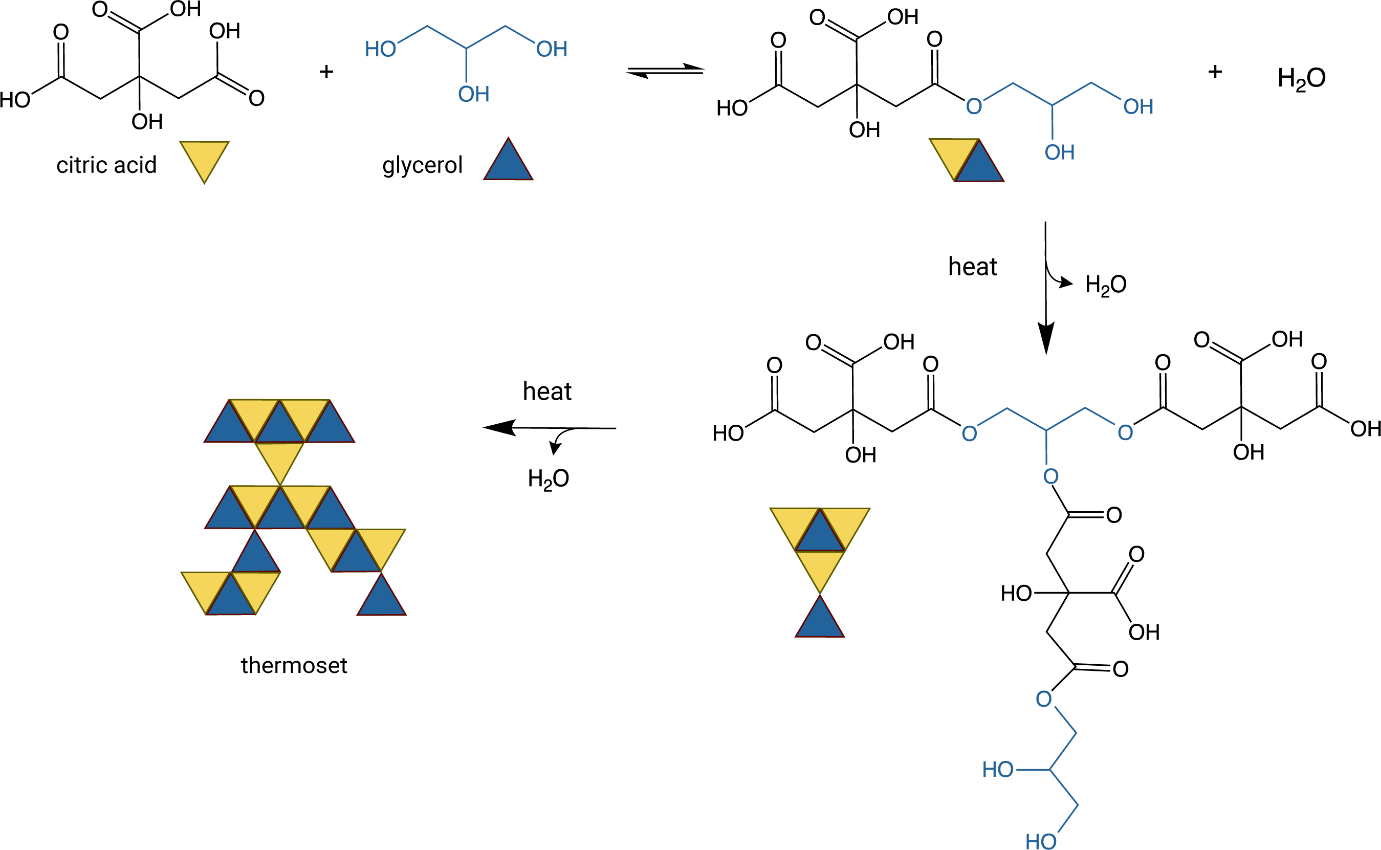 O OH
O OH
HO OH O
citric acid
+
HO OH
OH
glycerol
O OH
O O
HO OH O OH
OH
+
H₂O
heat
H₂O
O OH
O O
HO OH O
O OH
O O
O OH OH
O
O
O
HO
OH
O
O
HO
HO
heat
H₂O
thermoset